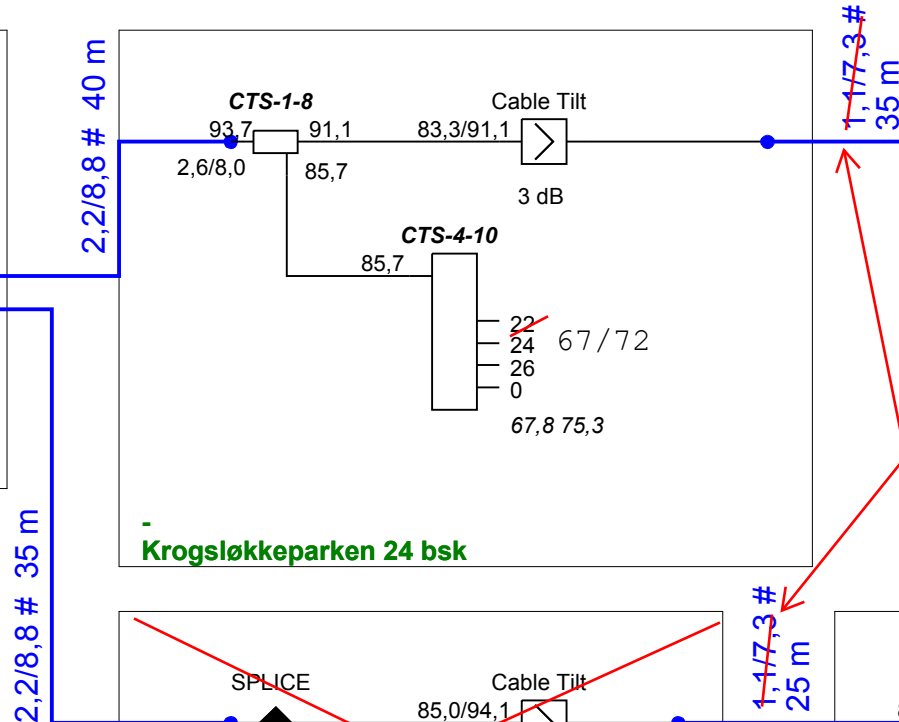 1,1/7,3 #
35 m
2,2/8,8 # 40 m
CTS-1-8
Cable Tilt
93,7
91,1
83,3/91,1
2,6/8,0
85,7
3 dB
CTS-4-10
85,7
22
24
67/72
26
0
67,8 75,3
-
Krogsløkkeparken 24 bsk
2,2/8,8 # 35 m
1,1/7,3 #
25 m
SPLICE
Cable Tilt
85,0/94,1